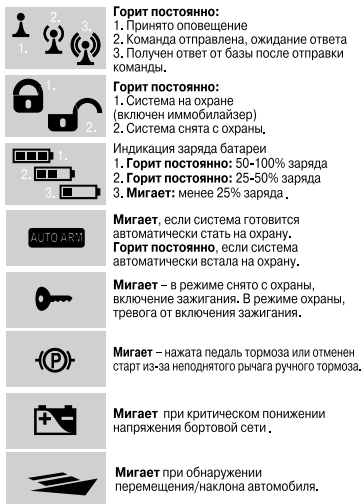 Горит постоянно:
1. Принято оповещение
2. Команда отправлена, ожидание ответа
3. Получен ответ от базы после отправки
команды.
1. 2. 3.
Горит постоянно:
1. Система на охране
(включен иммобилайзер)
2. Система снята с охраны.
1.
2.
Индикация заряда батареи
1. Горит постоянно: 50-100% заряда
2. Горит постоянно: 25-50% заряда
3. Мигает: менее 25% заряда.
1.
2.
3.
AUTO ARM
Мигает, если система готовится
автоматически стать на охрану.
Горит постоянно, если система
автоматически встала на охрану.
Мигает – в режиме снято с охраны,
включение зажигания. В режиме охраны,
тревога от включения зажигания.
(P)
Мигает – нажата педаль тормоза или отменен
старт из-за неподнятого рычага ручного тормоза.
Мигает при критическом понижении
напряжения бортовой сети.
Мигает при обнаружении
перемещения/наклона автомобиля.